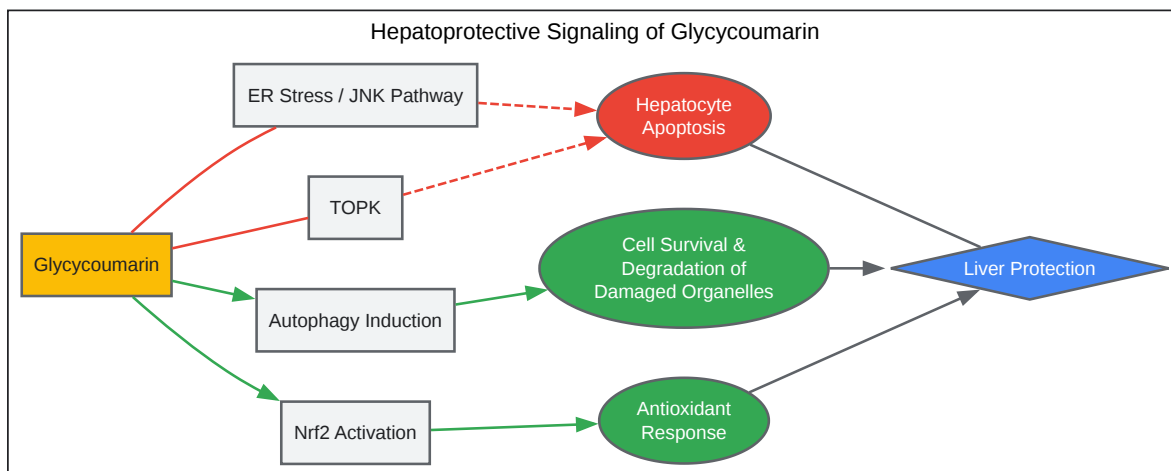 Hepatoprotective Signaling of Glycycoumarin
ER Stress / JNK Pathway
Hepatocyte
Apoptosis
TOPK
Glycycoumarin
Cell Survival &
Degradation of
Damaged Organelles
Liver Protection
Autophagy Induction
Nrf2 Activation
Antioxidant
Response